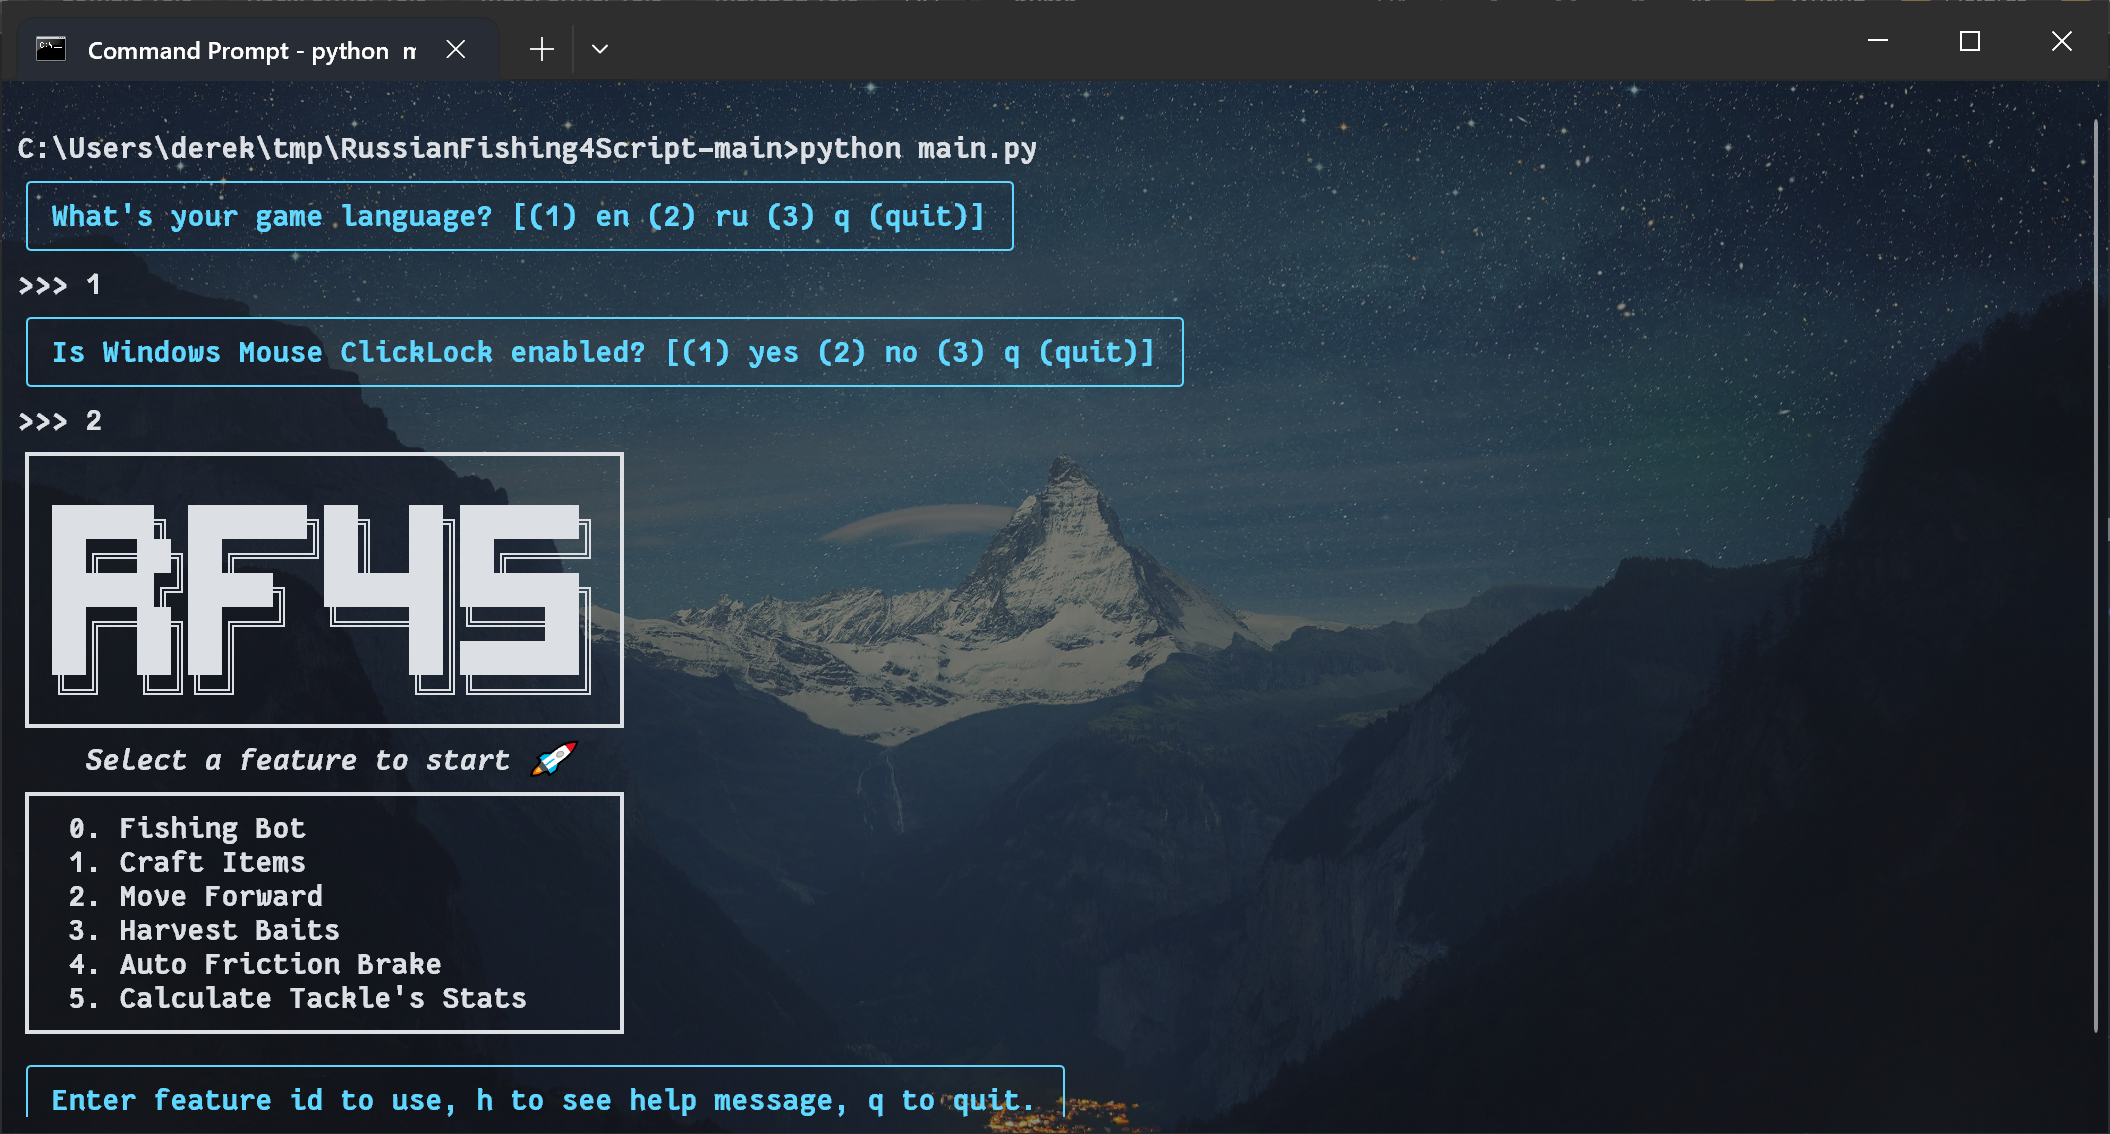 Command Prompt - python m
C:\Users\derek\tmp\RussianFishing4Script-main>python main.py
What's your game language? [(1) en (2) ru (3) q (quit)]
>>> 1
Is Windows Mouse ClickLock enabled? [(1) yes (2) no (3) q (quit)]
>>> 2
RF4S
Select a feature to start 🚀
0. Fishing Bot
1. Craft Items
2. Move Forward
3. Harvest Baits
4. Auto Friction Brake
5. Calculate Tackle's Stats
Enter feature id to use, h to see help message, q to quit.